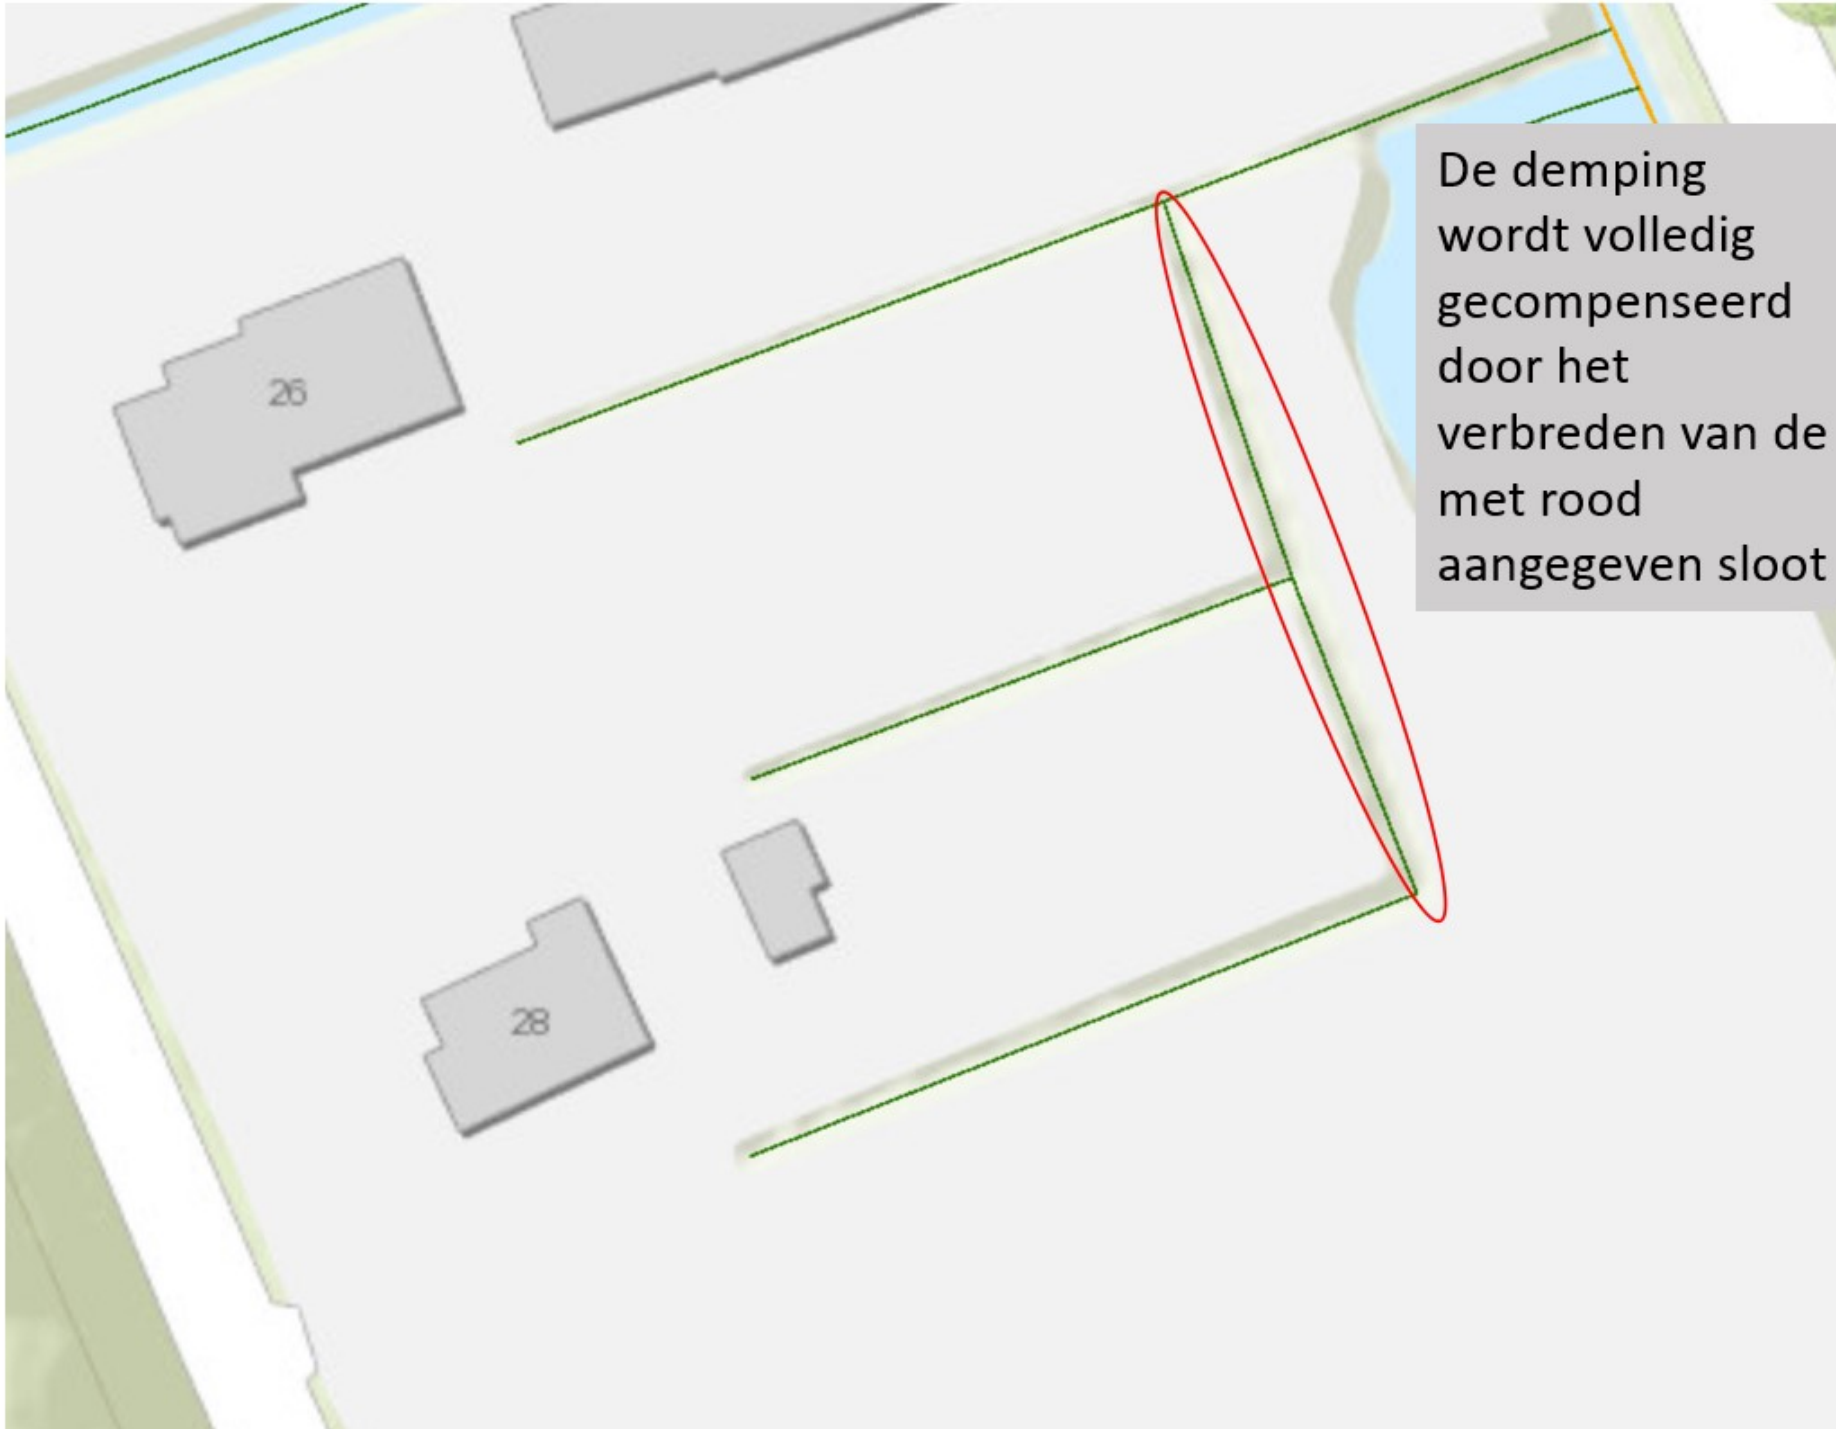 De demping
wordt volledig
gecompenseerd
door het
verbreden van de
met rood
aangegeven sloot
26
28